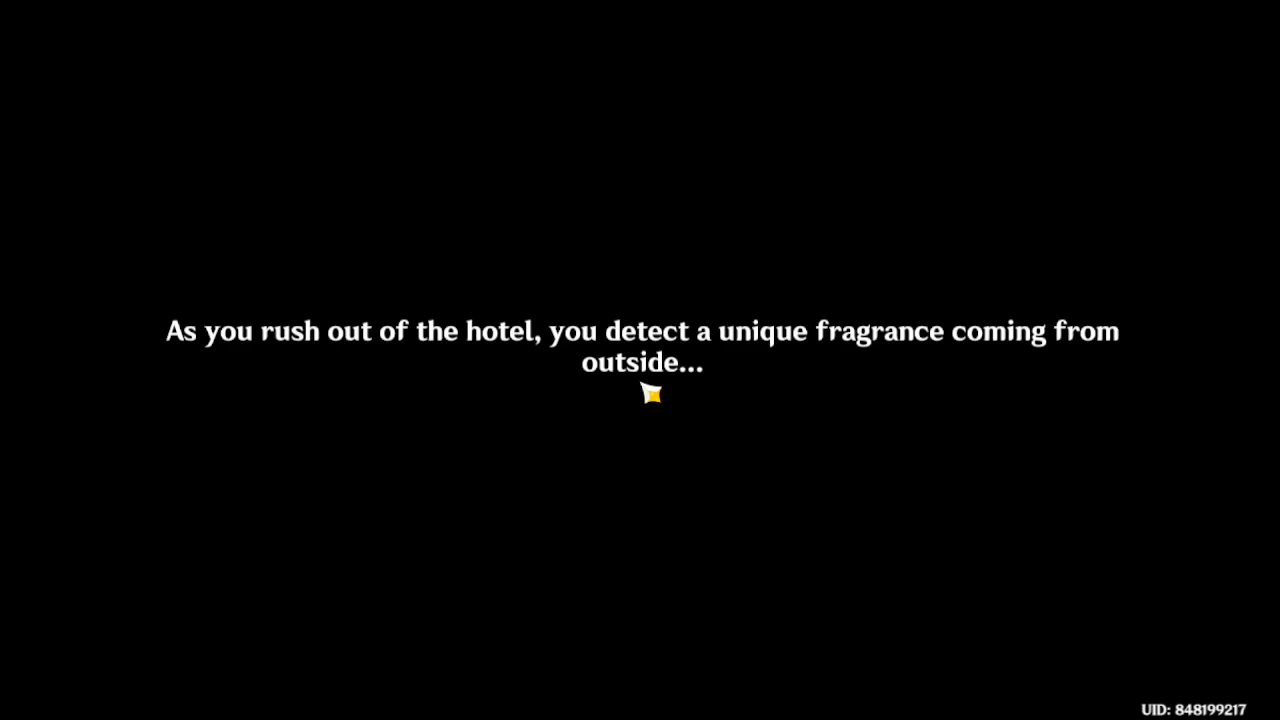 As you rush out of the hotel, you detect a unique fragrance coming from
outside...
UID: 848199217